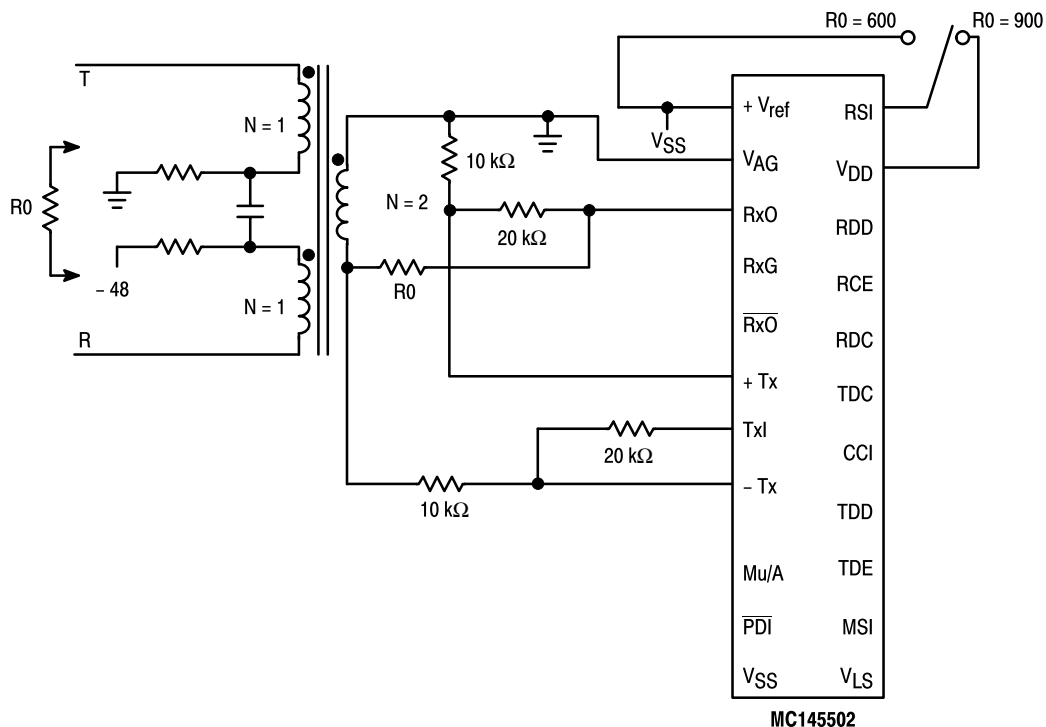 R0 = 600
R0 = 900
T
N = 1
R0
– 48
N = 1
R
N = 2
10 kΩ
20 kΩ
R0
20 kΩ
10 kΩ
VSS
+ Vref
VAG
RxO
RxG
R̅x̅O̅
+ Tx
TxI
– Tx
Mu/A
P̅D̅I̅
VSS
RSI
VDD
RDD
RCE
RDC
TDC
CCI
TDD
TDE
MSI
VLS
MC145502